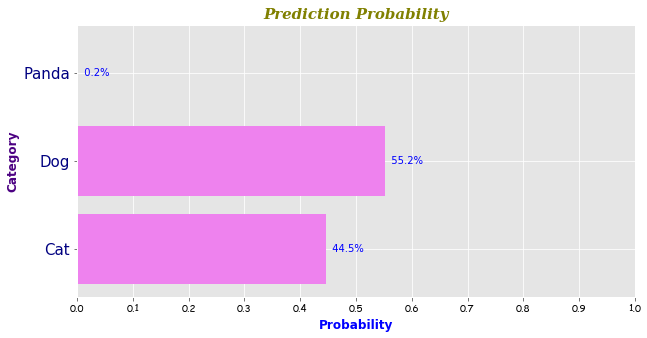 Prediction Probability
Panda
0.2%
Dog
55.2%
Cat
44.5%
Category
0.0 0.1 0.2 0.3 0.4 0.5 0.6 0.7 0.8 0.9 1.0
Probability